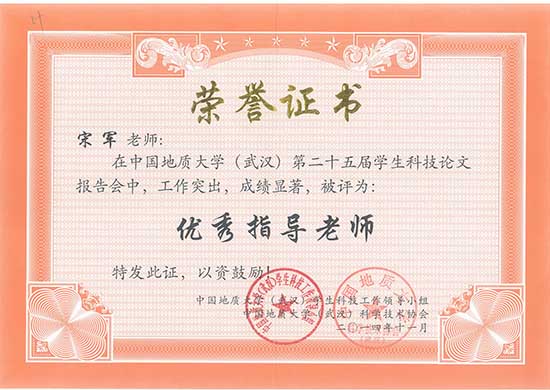 荣誉证书
宋军 老师:
在中国地质大学（武汉）第二十五届学生科技论文
报告会中，工作突出，成绩显著，被评为：
优秀指导老师
特发此证，以资鼓励！
中国地质大学（武汉）学生科技工作领导小组
中国地质大学（武汉）科学技术协会
二〇一四年十一月